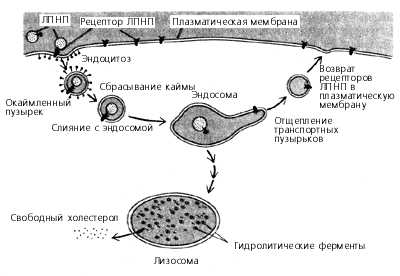 ЛПНП
Рецептор ЛПНП
Плазматическая мембрана
Эндоцитоз
Сбрасывание каймы
Окаймленный
пузырек
Слияние с эндосомой
Эндосома
Возврат
рецепторов
ЛПНП в
плазматическую
мембрану
Отщепление
транспортных
пузырьков
Свободный холестерол
Гидролитические ферменты
Лизосома